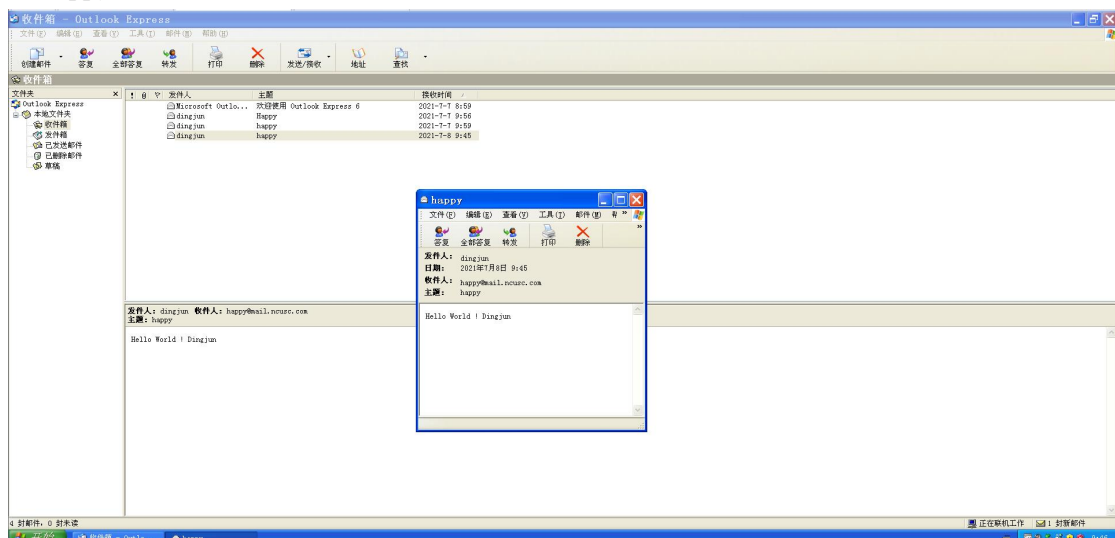 收件箱 - Outlook Express
文件(F) 编辑(E) 查看(V) 工具(T) 邮件(M) 帮助(H)
创建邮件 答复 全部答复 转发 打印 删除 发送/接收 地址 查找
收件箱
文件夹
Outlook Express
本地文件夹
收件箱
发件箱
已发送邮件
已删除邮件
草稿
发件人 主题 接收时间
Microsoft Outlo... 欢迎使用 Outlook Express 6 2021-7-7 8:59
dingjun Happy 2021-7-7 9:56
dingjun happy 2021-7-7 9:59
dingjun happy 2021-7-8 9:45
happy
文件(F) 编辑(E) 查看(V) 工具(T) 邮件(M) 帮 »
答复 全部答复 转发 打印 删除 »
发件人: dingjun
日期: 2021年7月8日 9:45
收件人: happy@mail.ncusc.com
主题: happy
Hello World ! Dingjun
发件人: dingjun 收件人: happy@mail.ncusc.com
主题: happy
Hello World ! Dingjun
4 封邮件，0 封未读
正在联机工作 1 封新邮件